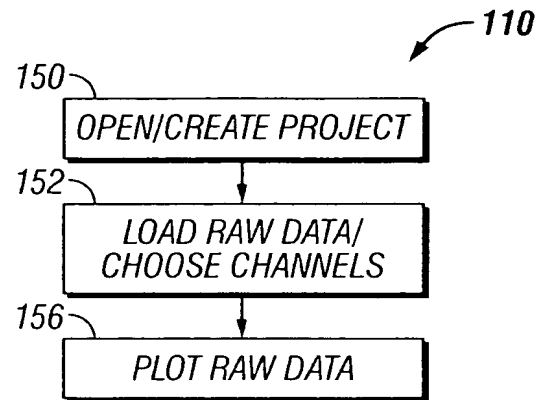 110
150
OPEN/CREATE PROJECT
152
LOAD RAW DATA/
CHOOSE CHANNELS
156
PLOT RAW DATA